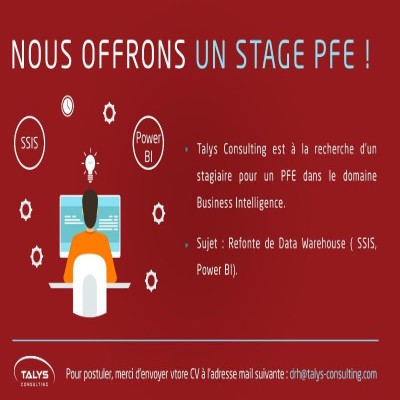 NOUS OFFRONS UN STAGE PFE !
SSIS
Power
BI
• Talys Consulting est à la recherche d'un
stagiaire pour un PFE dans le domaine
Business Intelligence.
• Sujet : Refonte de Data Warehouse ( SSIS,
Power BI).
TALYS
CONSULTING
Pour postuler, merci d'envoyer vtore CV à l'adresse mail suivante : drh@talys-consulting.com